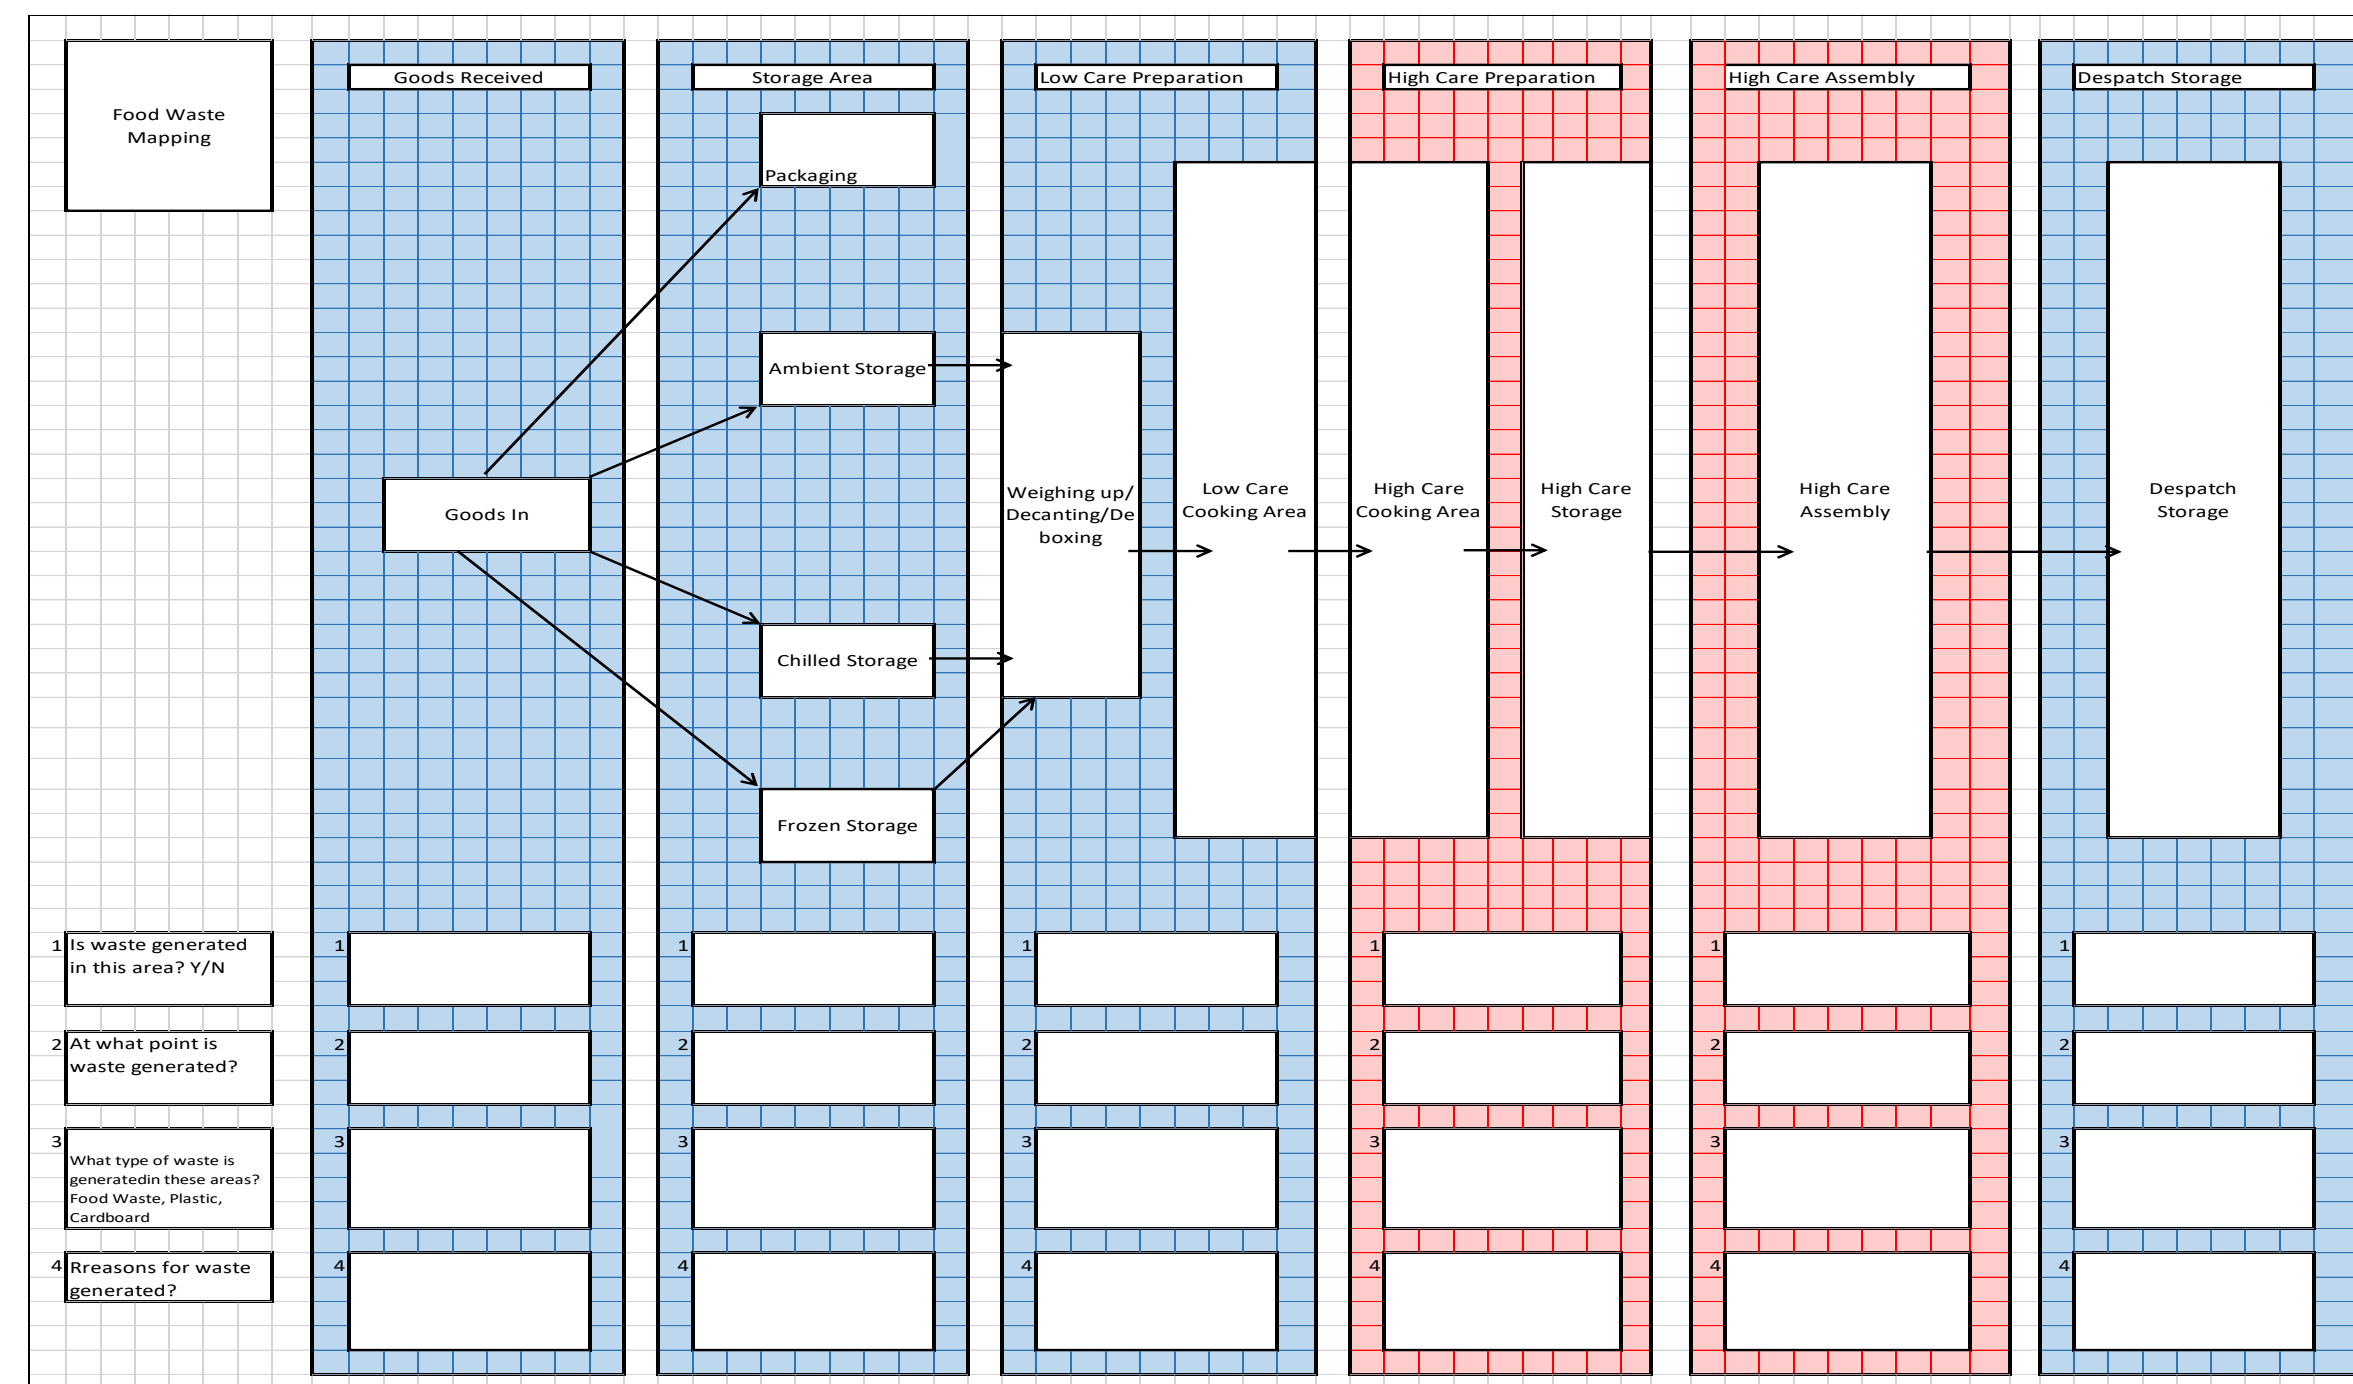 Food Waste
Mapping
Goods Received
Storage Area
Low Care Preparation
High Care Preparation
High Care Assembly
Despatch Storage
Packaging
Ambient Storage
Goods In
Weighing up/
Decanting/De
boxing
Low Care
Cooking Area
High Care
Cooking Area
High Care
Storage
High Care
Assembly
Despatch
Storage
Chilled Storage
Frozen Storage
1 Is waste generated
in this area? Y/N
1
1
1
1
1
1
2 At what point is
waste generated?
2
2
2
2
2
2
3
What type of waste is
generatedin these areas?
Food Waste, Plastic,
Cardboard
3
3
3
3
3
3
4 Rreasons for waste
generated?
4
4
4
4
4
4